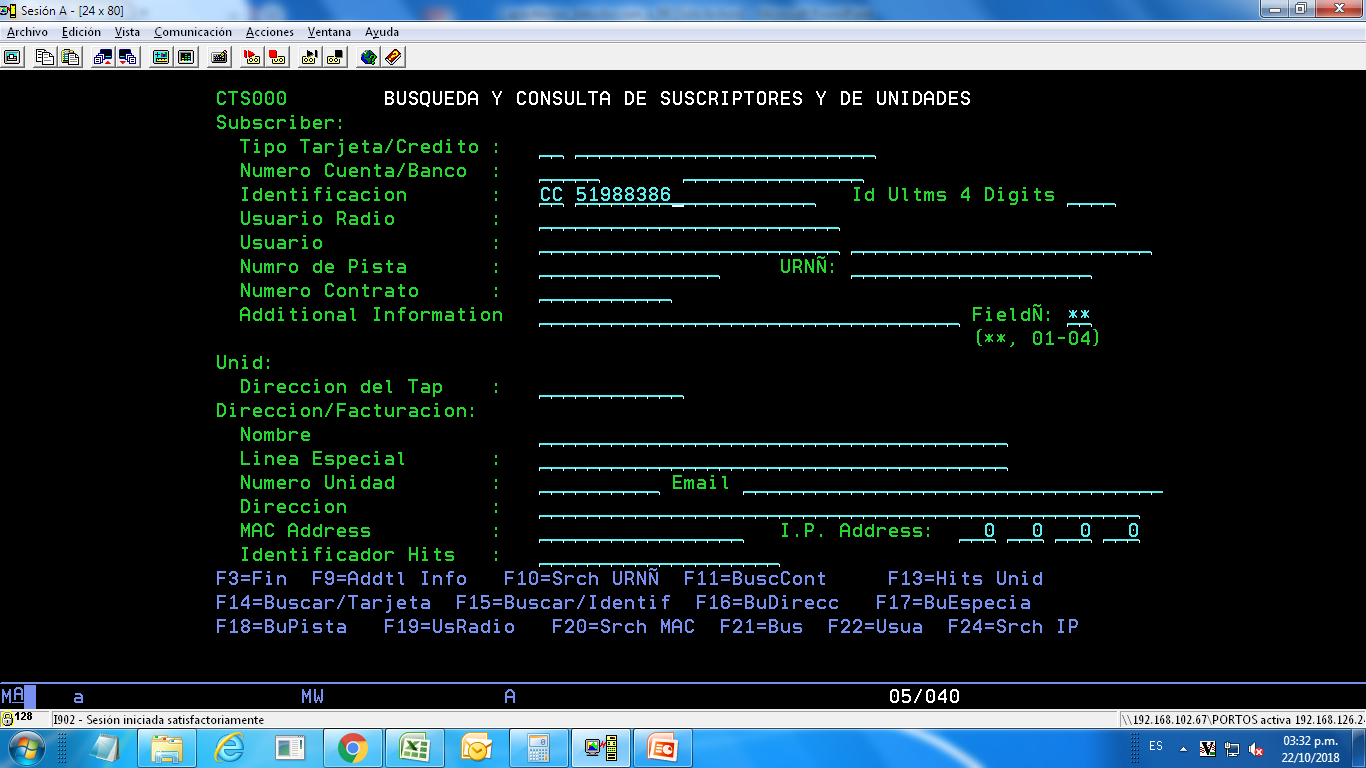 Sesión A - [24 x 80]
Archivo Edición Vista Comunicación Acciones Ventana Ayuda
CTS000 BUSQUEDA Y CONSULTA DE SUSCRIPTORES Y DE UNIDADES
Subscriber:
Tipo Tarjeta/Credito :
Numero Cuenta/Banco :
Identificacion : CC 51988386 Id Ultms 4 Digits
Usuario Radio :
Usuario :
Numro de Pista : URNÑ:
Numero Contrato :
Additional Information FieldÑ: **
(**, 01-04)
Unid:
Direccion del Tap :
Direccion/Facturacion:
Nombre
Linea Especial :
Numero Unidad : Email
Direccion :
MAC Address : I.P. Address: 0 0 0 0
Identificador Hits :
F3=Fin F9=Addtl Info F10=Srch URNÑ F11=BuscCont F13=Hits Unid
F14=Buscar/Tarjeta F15=Buscar/Identif F16=BuDirecc F17=BuEspecia
F18=BuPista F19=UsRadio F20=Srch MAC F21=Bus F22=Usua F24=Srch IP
MA a MW A 05/040
128 I902 - Sesión iniciada satisfactoriamente \\192.168.102.67\PORTOS activa 192.168.126.2
ES 03:32 p.m.
22/10/2018